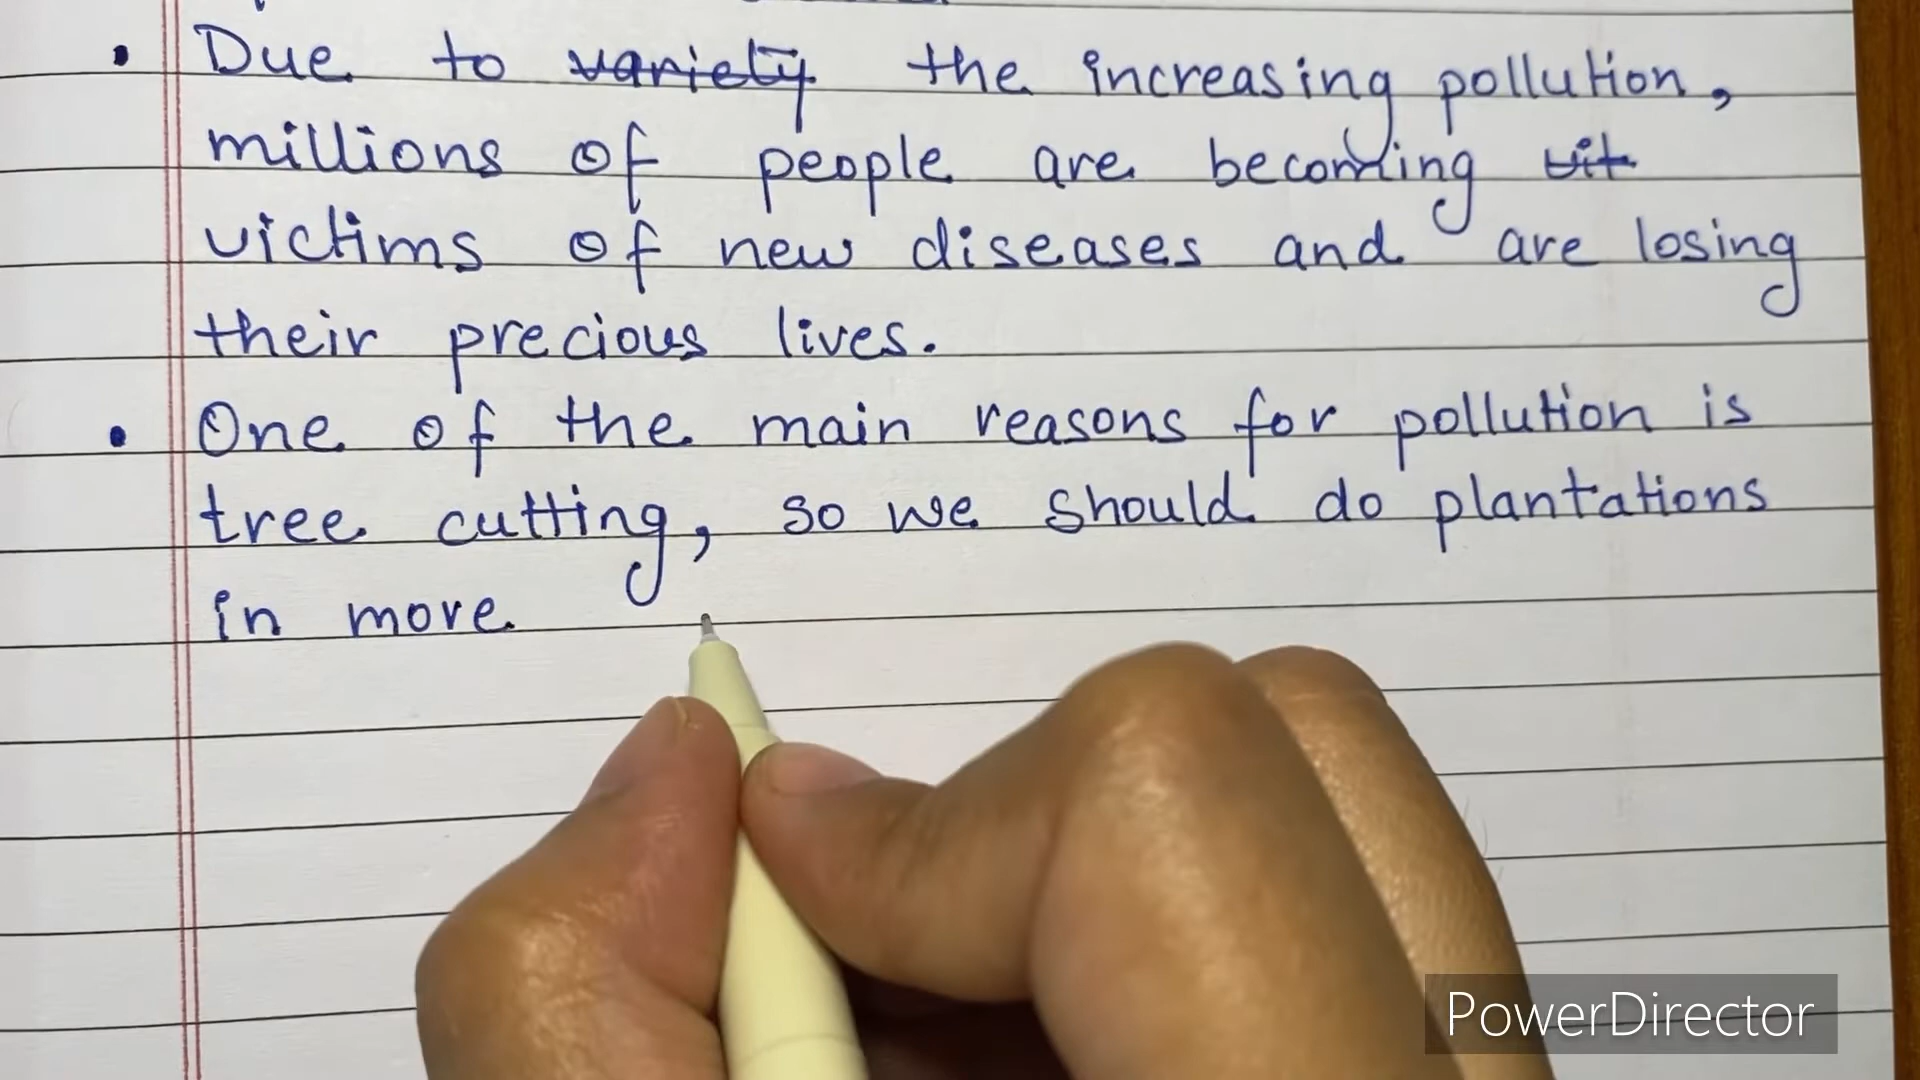 Due to variety the increasing pollution,
millions of people are becoming vit
victims of new diseases and are losing
their precious lives.
• One of the main reasons for pollution is
tree cutting, so we should do plantations
in more
PowerDirector